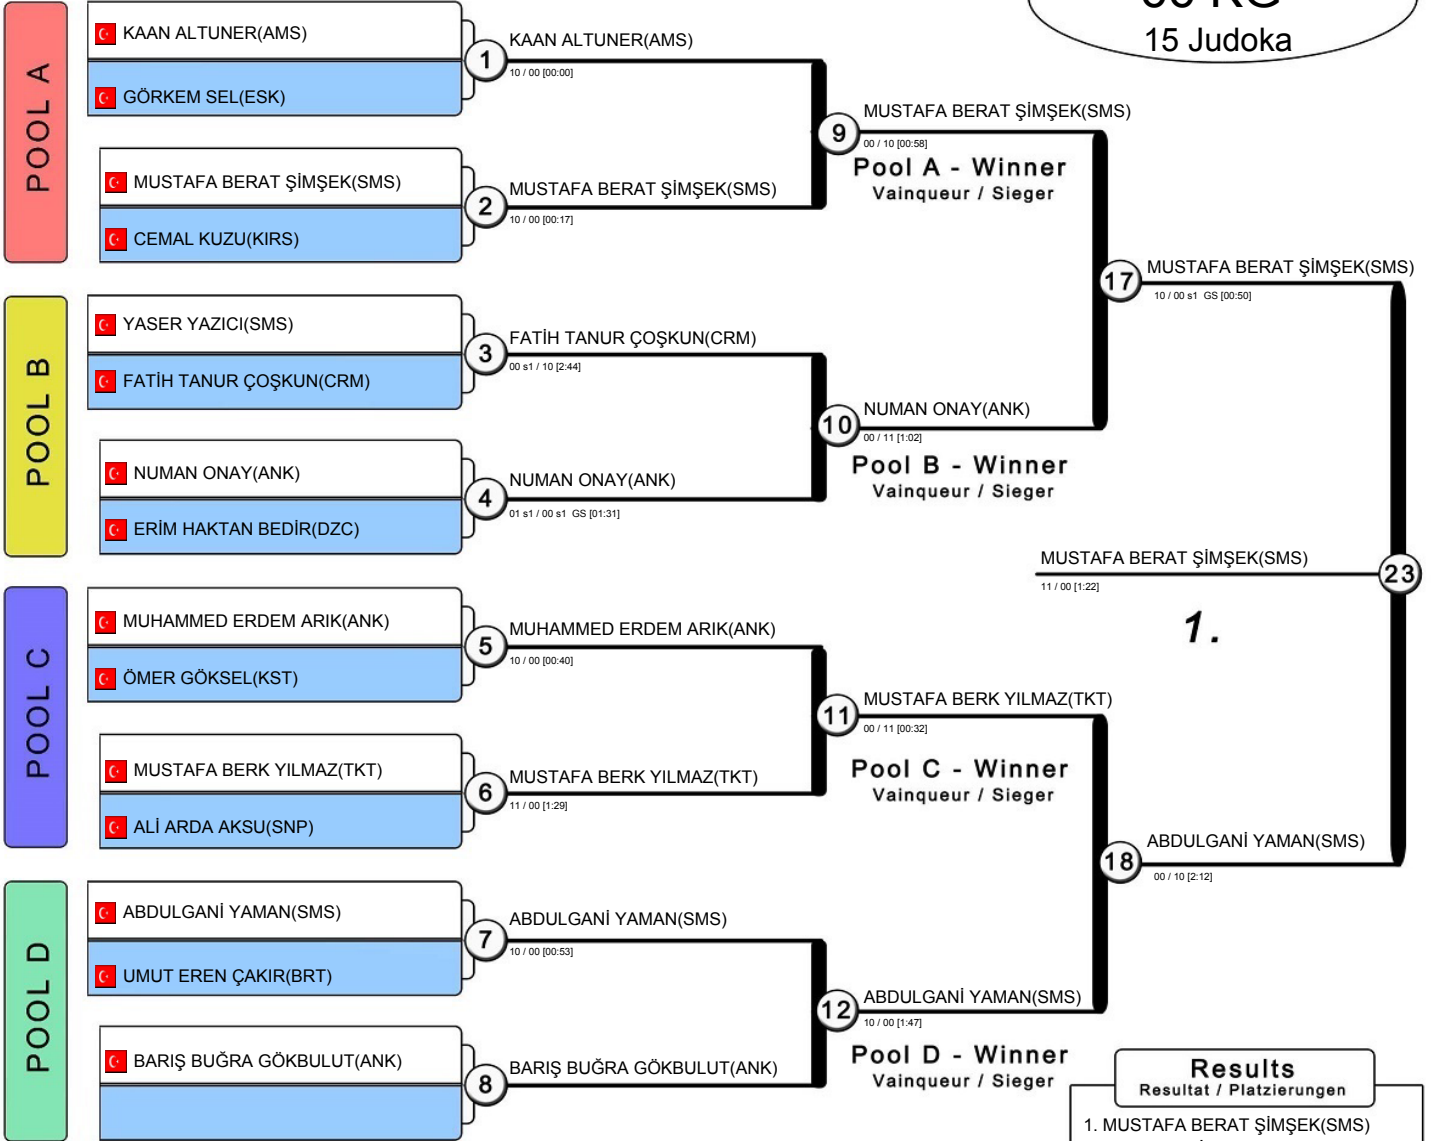 15 Judoka
POOL A
KAAN ALTUNER(AMS)
GÖRKEM SEL(ESK)
1
KAAN ALTUNER(AMS)
10 / 00 [00:00]
MUSTAFA BERAT ŞİMŞEK(SMS)
CEMAL KUZU(KIRS)
2
MUSTAFA BERAT ŞİMŞEK(SMS)
10 / 00 [00:17]
9
MUSTAFA BERAT ŞİMŞEK(SMS)
00 / 10 [00:58]
Pool A - Winner
Vainqueur / Sieger
POOL B
YASER YAZICI(SMS)
FATİH TANUR ÇOŞKUN(CRM)
3
FATİH TANUR ÇOŞKUN(CRM)
00 s1 / 10 [2:44]
NUMAN ONAY(ANK)
ERİM HAKTAN BEDİR(DZC)
4
NUMAN ONAY(ANK)
01 s1 / 00 s1 GS [01:31]
10
NUMAN ONAY(ANK)
00 / 11 [1:02]
Pool B - Winner
Vainqueur / Sieger
17
MUSTAFA BERAT ŞİMŞEK(SMS)
10 / 00 s1 GS [00:50]
POOL C
MUHAMMED ERDEM ARIK(ANK)
ÖMER GÖKSEL(KST)
5
MUHAMMED ERDEM ARIK(ANK)
10 / 00 [00:40]
MUSTAFA BERK YILMAZ(TKT)
ALİ ARDA AKSU(SNP)
6
MUSTAFA BERK YILMAZ(TKT)
11 / 00 [1:29]
11
MUSTAFA BERK YILMAZ(TKT)
00 / 11 [00:32]
Pool C - Winner
Vainqueur / Sieger
POOL D
ABDULGANİ YAMAN(SMS)
UMUT EREN ÇAKIR(BRT)
7
ABDULGANİ YAMAN(SMS)
10 / 00 [00:53]
BARIŞ BUĞRA GÖKBULUT(ANK)
8
BARIŞ BUĞRA GÖKBULUT(ANK)
12
ABDULGANİ YAMAN(SMS)
10 / 00 [1:47]
Pool D - Winner
Vainqueur / Sieger
18
ABDULGANİ YAMAN(SMS)
00 / 10 [2:12]
MUSTAFA BERAT ŞİMŞEK(SMS)
11 / 00 [1:22]
23
1.
Results
Resultat / Platzierungen
1. MUSTAFA BERAT ŞİMŞEK(SMS)